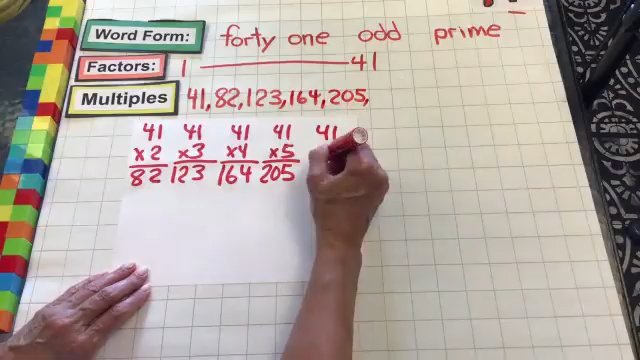 Word Form: forty one odd prime
Factors: 1 41
Multiples 41, 82, 123, 164, 205,
41 41 41 41 41
x2 x3 x4 x5
82 123 164 205